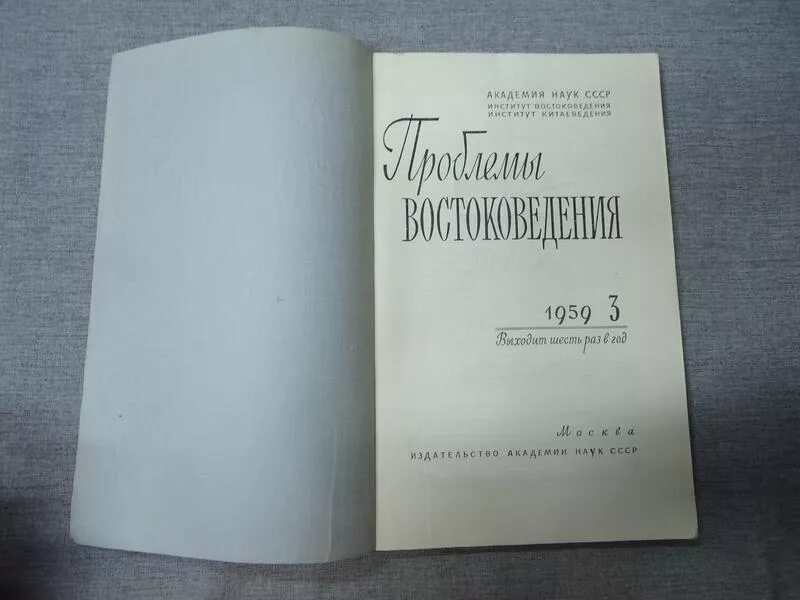 АКАДЕМИЯ НАУК СССР
ИНСТИТУТ ВОСТОКОВЕДЕНИЯ
ИНСТИТУТ КИТАЕВЕДЕНИЯ
Проблемы
ВОСТОКОВЕДЕНИЯ
1959 3
Выходит шесть раз в год
Москва
ИЗДАТЕЛЬСТВО АКАДЕМИИ НАУК СССР